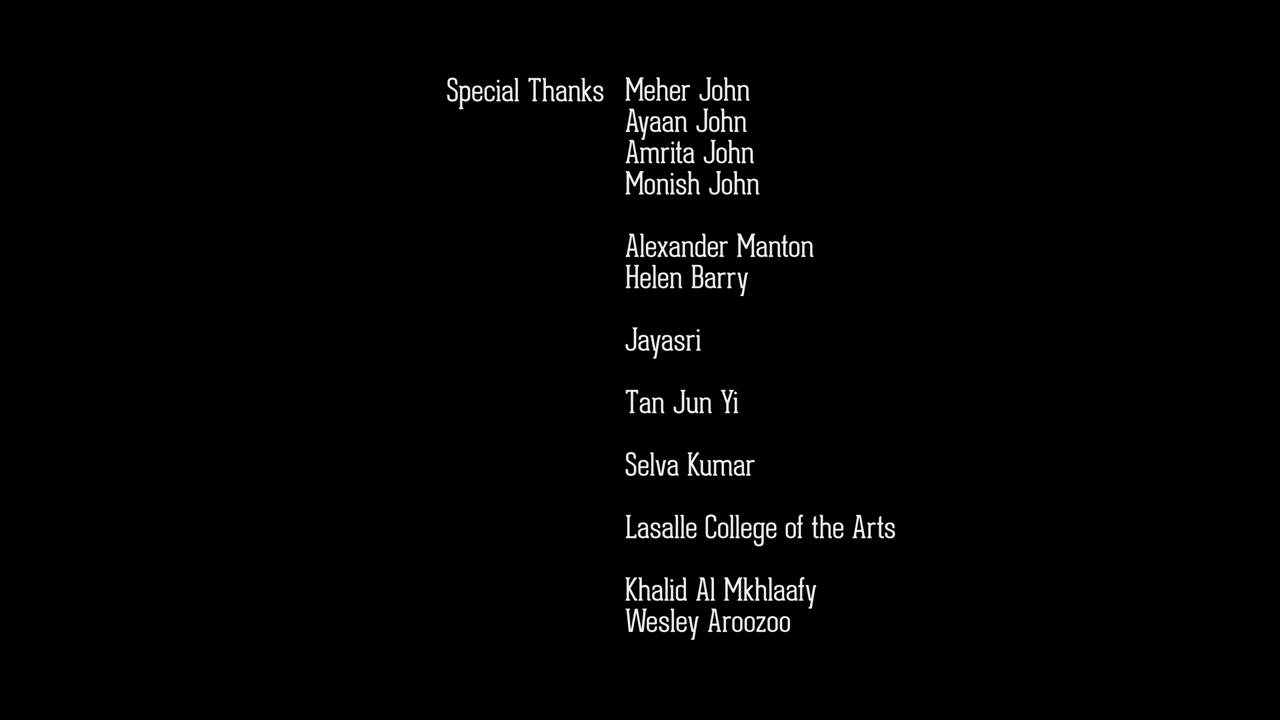 Special Thanks Meher John
Ayaan John
Amrita John
Monish John
Alexander Manton
Helen Barry
Jayasri
Tan Jun Yi
Selva Kumar
Lasalle College of the Arts
Khalid Al Mkhlaafy
Wesley Aroozoo